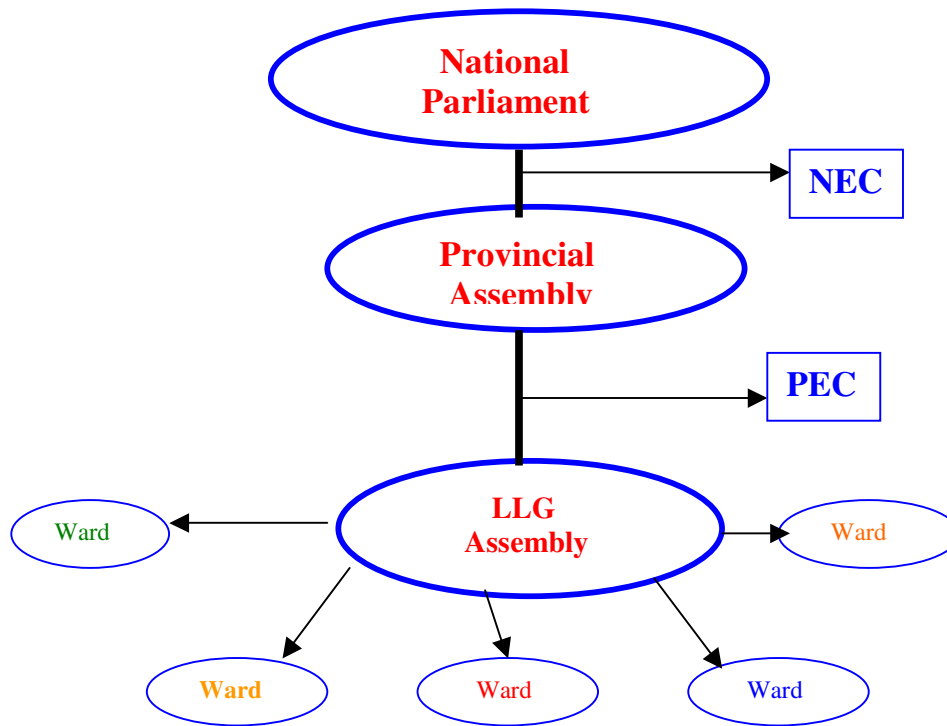 National
Parliament
NEC
Provincial
Assembly
PEC
LLG
Assembly
Ward
Ward
Ward
Ward
Ward